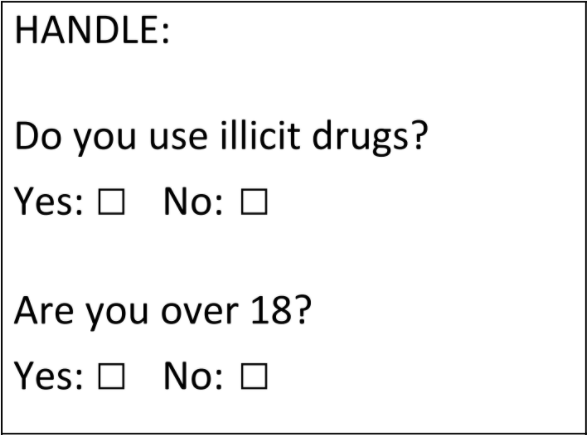 HANDLE:
Do you use illicit drugs?
Yes: ☐ No: ☐
Are you over 18?
Yes: ☐ No: ☐